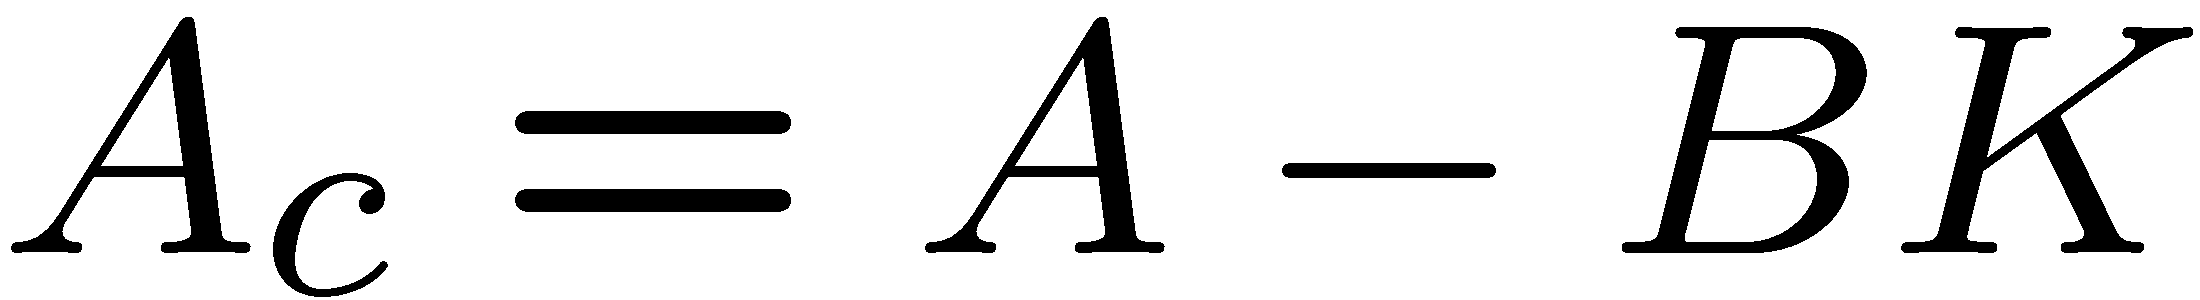 A_c = A − BK